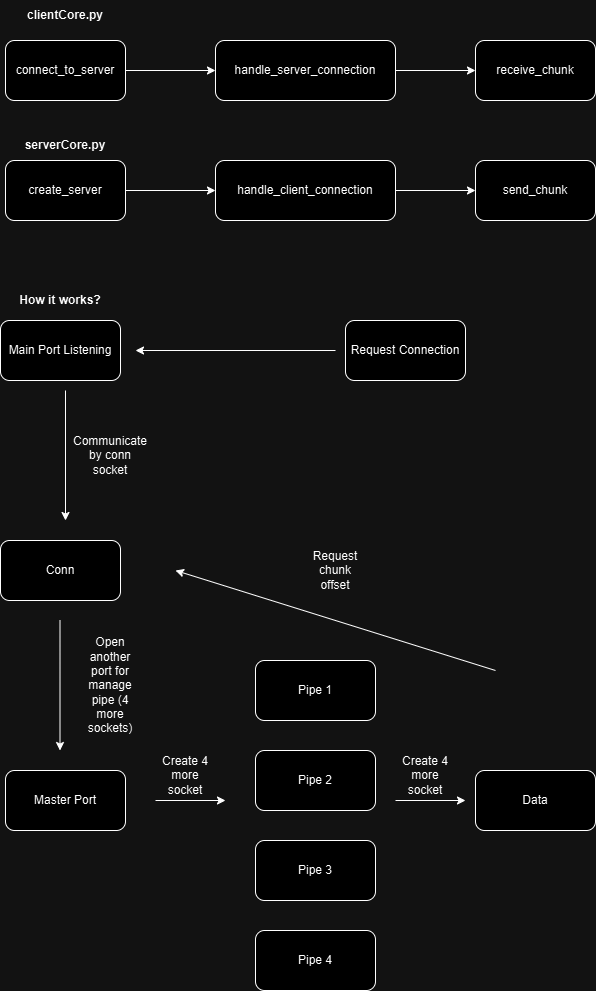 clientCore.py
connect_to_server
handle_server_connection
receive_chunk
serverCore.py
create_server
handle_client_connection
send_chunk
How it works?
Main Port Listening
Request Connection
Communicate
by conn
socket
Conn
Request
chunk
offset
Open
another
port for
manage
pipe (4
more
sockets)
Pipe 1
Master Port
Create 4
more
socket
Pipe 2
Create 4
more
socket
Data
Pipe 3
Pipe 4